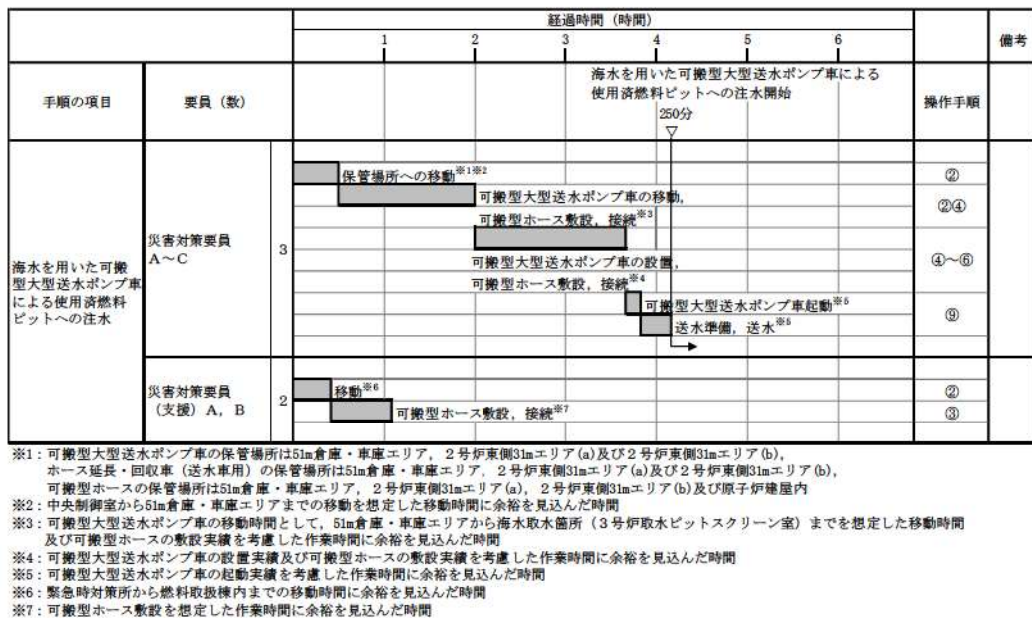 経過時間（時間）
備考
1 2 3 4 5 6
手順の項目
要員（数）
海水を用いた可搬型大型送水ポンプ車による
使用済燃料ピットへの注水開始
250分
▽
操作手順
海水を用いた可搬
型大型送水ポンプ車
による使用済燃料
ピットへの注水
災害対策要員
A～C
3
保管場所への移動※1※2
②
可搬型大型送水ポンプ車の移動，
可搬型ホース敷設，接続※3
②④
可搬型大型送水ポンプ車の設置，
可搬型ホース敷設，接続※4
④～⑥
可搬型大型送水ポンプ車起動※5
送水準備，送水※5
⑨
災害対策要員
（支援）A，B
2
移動※6
②
可搬型ホース敷設，接続※7
③
※1：可搬型大型送水ポンプ車の保管場所は51m倉庫・車庫エリア，2号炉東側31mエリア(a)及び2号炉東側31mエリア(b)，
ホース延長・回収車（送水車用）の保管場所は51m倉庫・車庫エリア，2号炉東側31mエリア(a)及び2号炉東側31mエリア(b)，
可搬型ホースの保管場所は51m倉庫・車庫エリア，2号炉東側31mエリア(a)，2号炉東側31mエリア(b)及び原子炉建屋内
※2：中央制御室から51m倉庫・車庫エリアまでの移動を想定した移動時間に余裕を見込んだ時間
※3：可搬型大型送水ポンプ車の移動時間として，51m倉庫・車庫エリアから海水取水箇所（3号炉取水ピットスクリーン室）までを想定した移動時間
及び可搬型ホースの敷設実績を考慮した作業時間に余裕を見込んだ時間
※4：可搬型大型送水ポンプ車の設置実績及び可搬型ホースの敷設実績を考慮した作業時間に余裕を見込んだ時間
※5：可搬型大型送水ポンプ車の起動実績を考慮した作業時間に余裕を見込んだ時間
※6：緊急時対策所から燃料取扱棟内までの移動時間に余裕を見込んだ時間
※7：可搬型ホース敷設を想定した作業時間に余裕を見込んだ時間